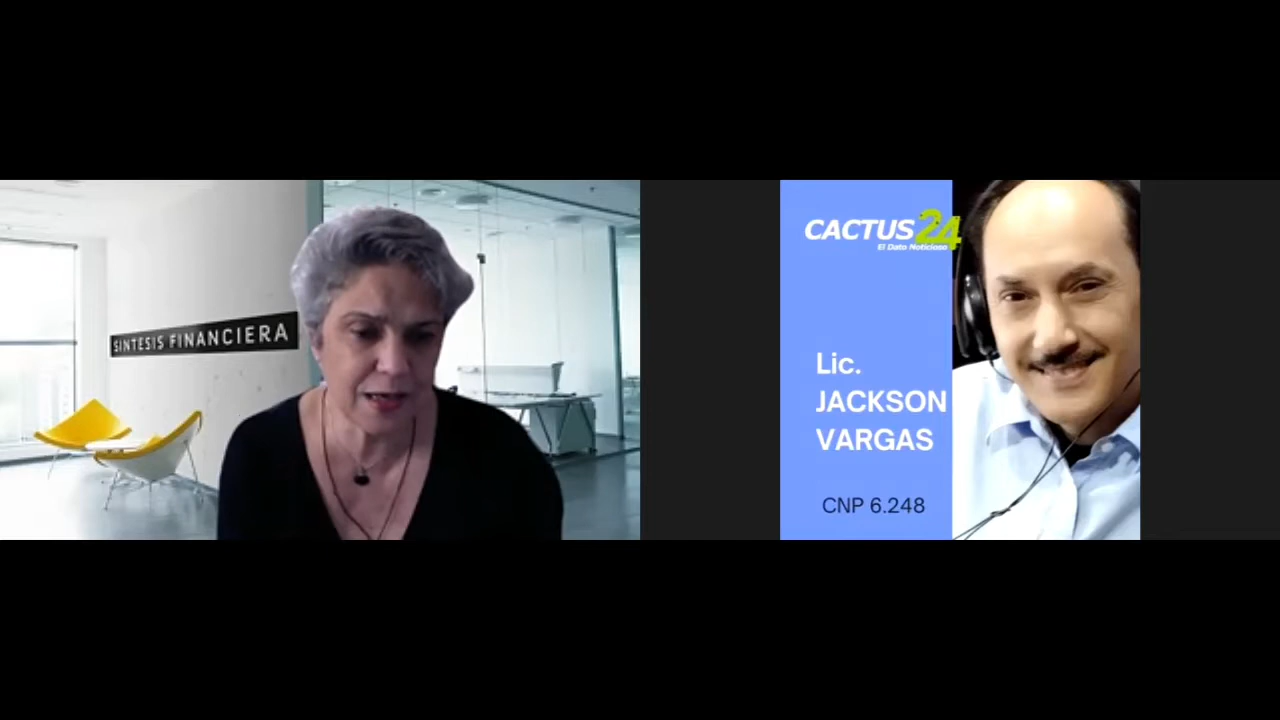 SINTESIS FINANCIERA
CACTUS24
El Dato Noticioso
Lic.
JACKSON
VARGAS
CNP 6.248